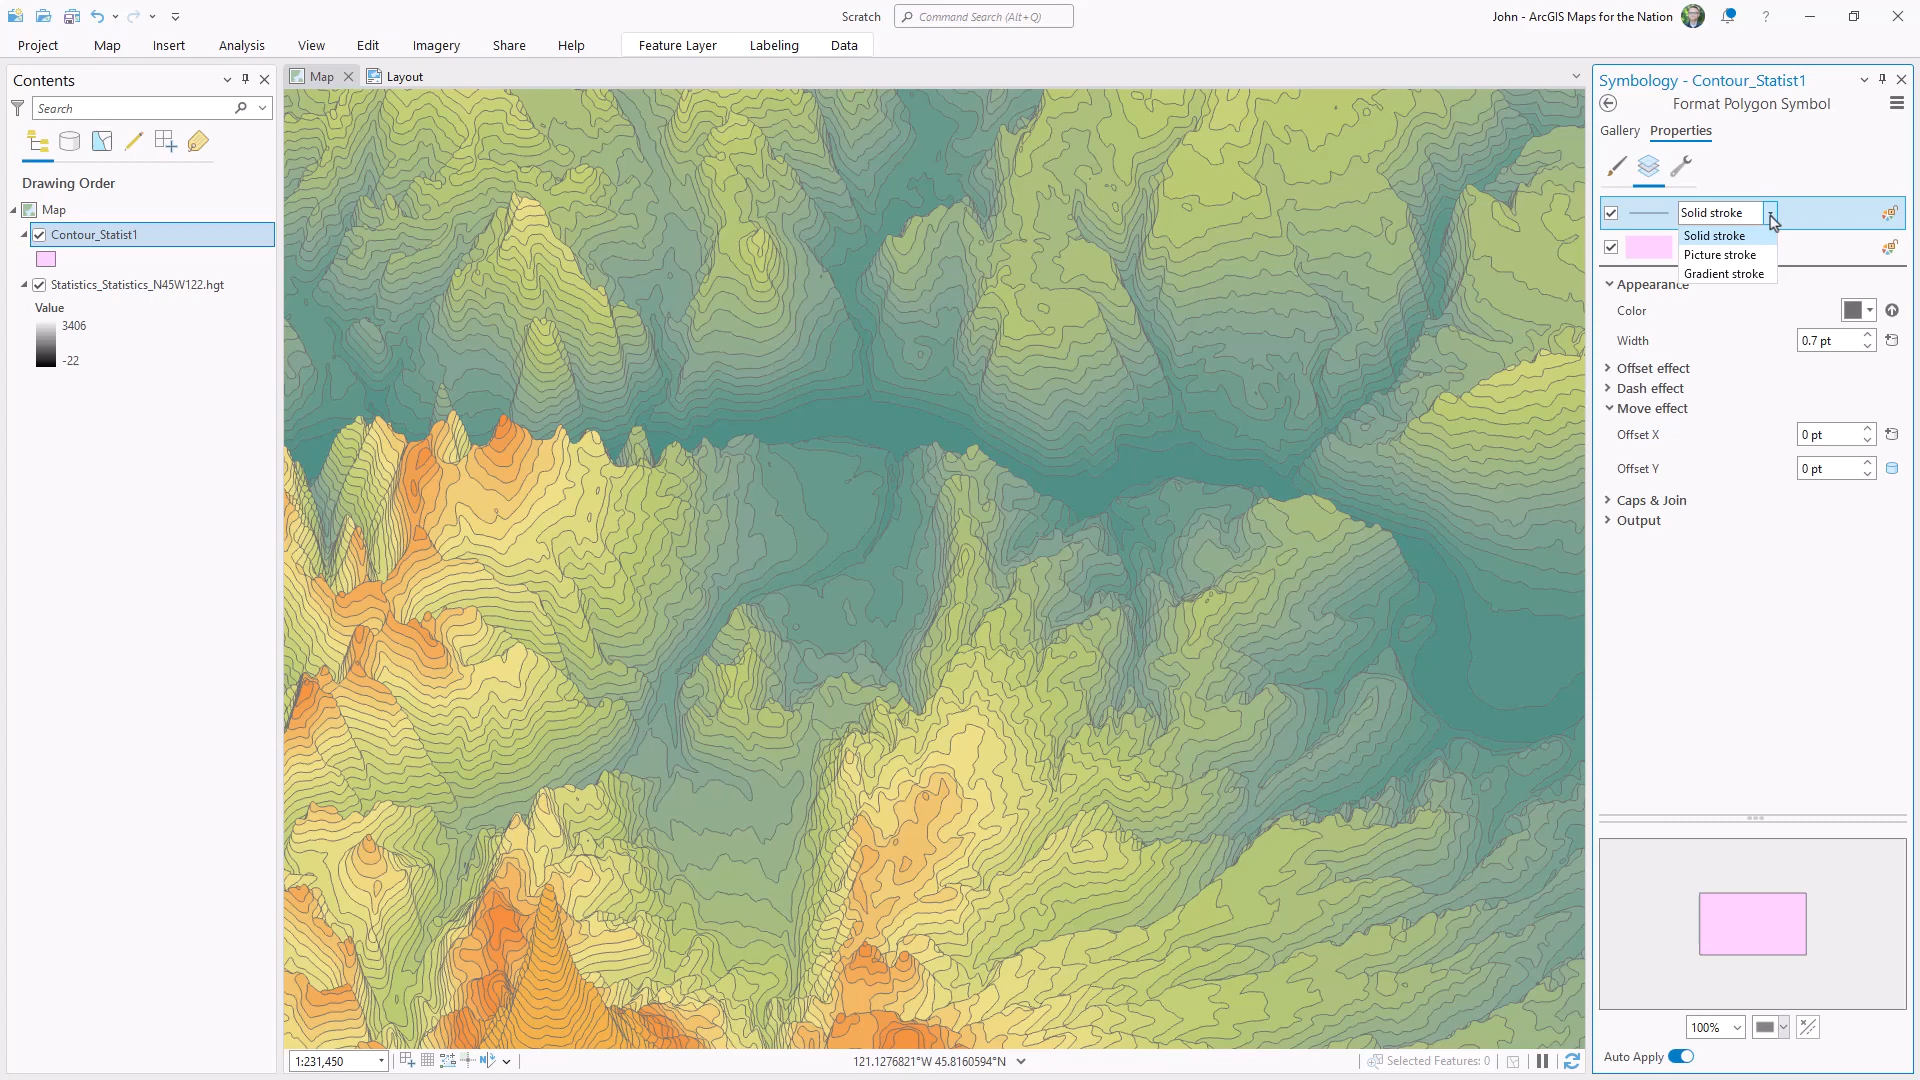 Scratch
Command Search (Alt+Q)
John - ArcGIS Maps for the Nation
?
Project
Map
Insert
Analysis
View
Edit
Imagery
Share
Help
Feature Layer
Labeling
Data
Contents
Search
Drawing Order
Map
Contour_Statist1
Statistics_Statistics_N45W122.hgt
Value
3406
-22
Map
Layout
1:231,450
121.1276821°W 45.8160594°N
Selected Features: 0
Symbology - Contour_Statist1
Format Polygon Symbol
Gallery
Properties
Solid stroke
Solid stroke
Picture stroke
Gradient stroke
Appearance
Color
Width
0.7 pt
Offset effect
Dash effect
Move effect
Offset X
0 pt
Offset Y
0 pt
Caps & Join
Output
100%
Auto Apply